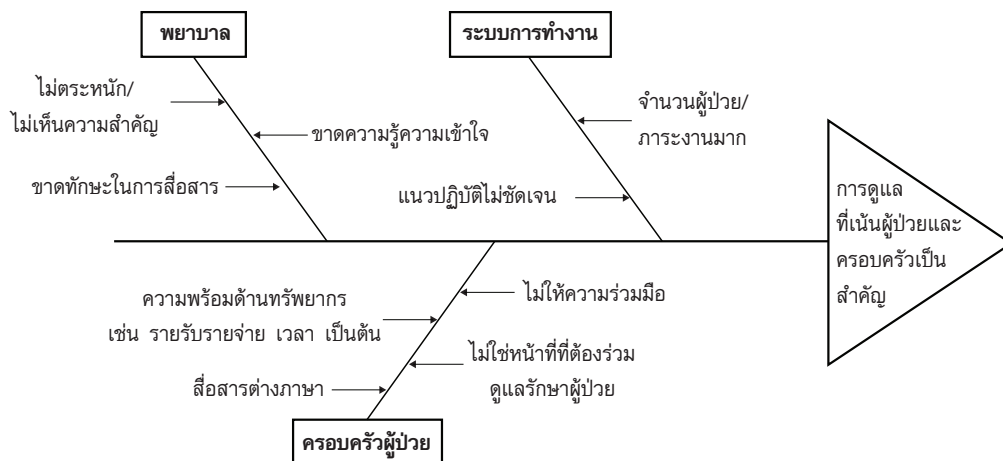 พยาบาล
ระบบการทำงาน
ไม่ตระหนัก/
ไม่เห็นความสำคัญ
ขาดความรู้ความเข้าใจ
ขาดทักษะในการสื่อสาร
จำนวนผู้ป่วย/
ภาระงานมาก
แนวปฏิบัติไม่ชัดเจน
การดูแล
ที่เน้นผู้ป่วยและ
ครอบครัวเป็น
สำคัญ
ความพร้อมด้านทรัพยากร
เช่น รายรับรายจ่าย เวลา เป็นต้น
ไม่ให้ความร่วมมือ
ไม่ใช่หน้าที่ที่ต้องร่วม
ดูแลรักษาผู้ป่วย
สื่อสารต่างภาษา
ครอบครัวผู้ป่วย